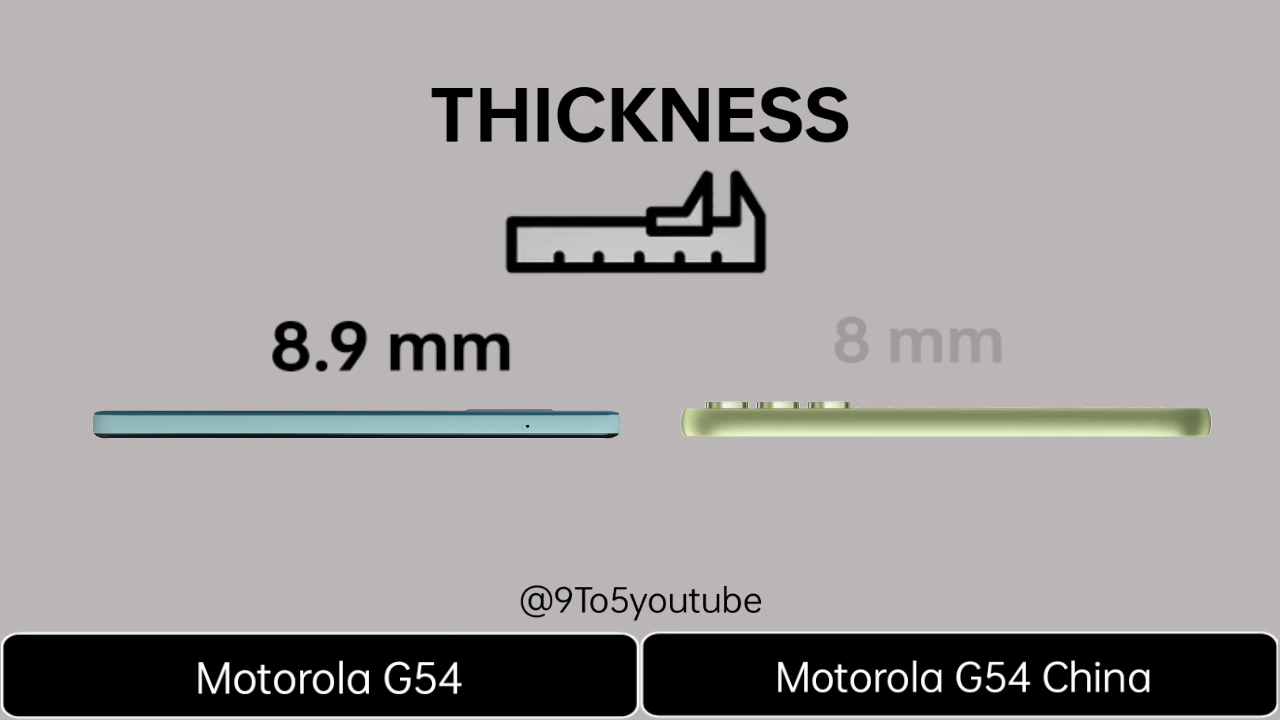 THICKNESS
8.9 mm
8 mm
@9To5youtube
Motorola G54
Motorola G54 China